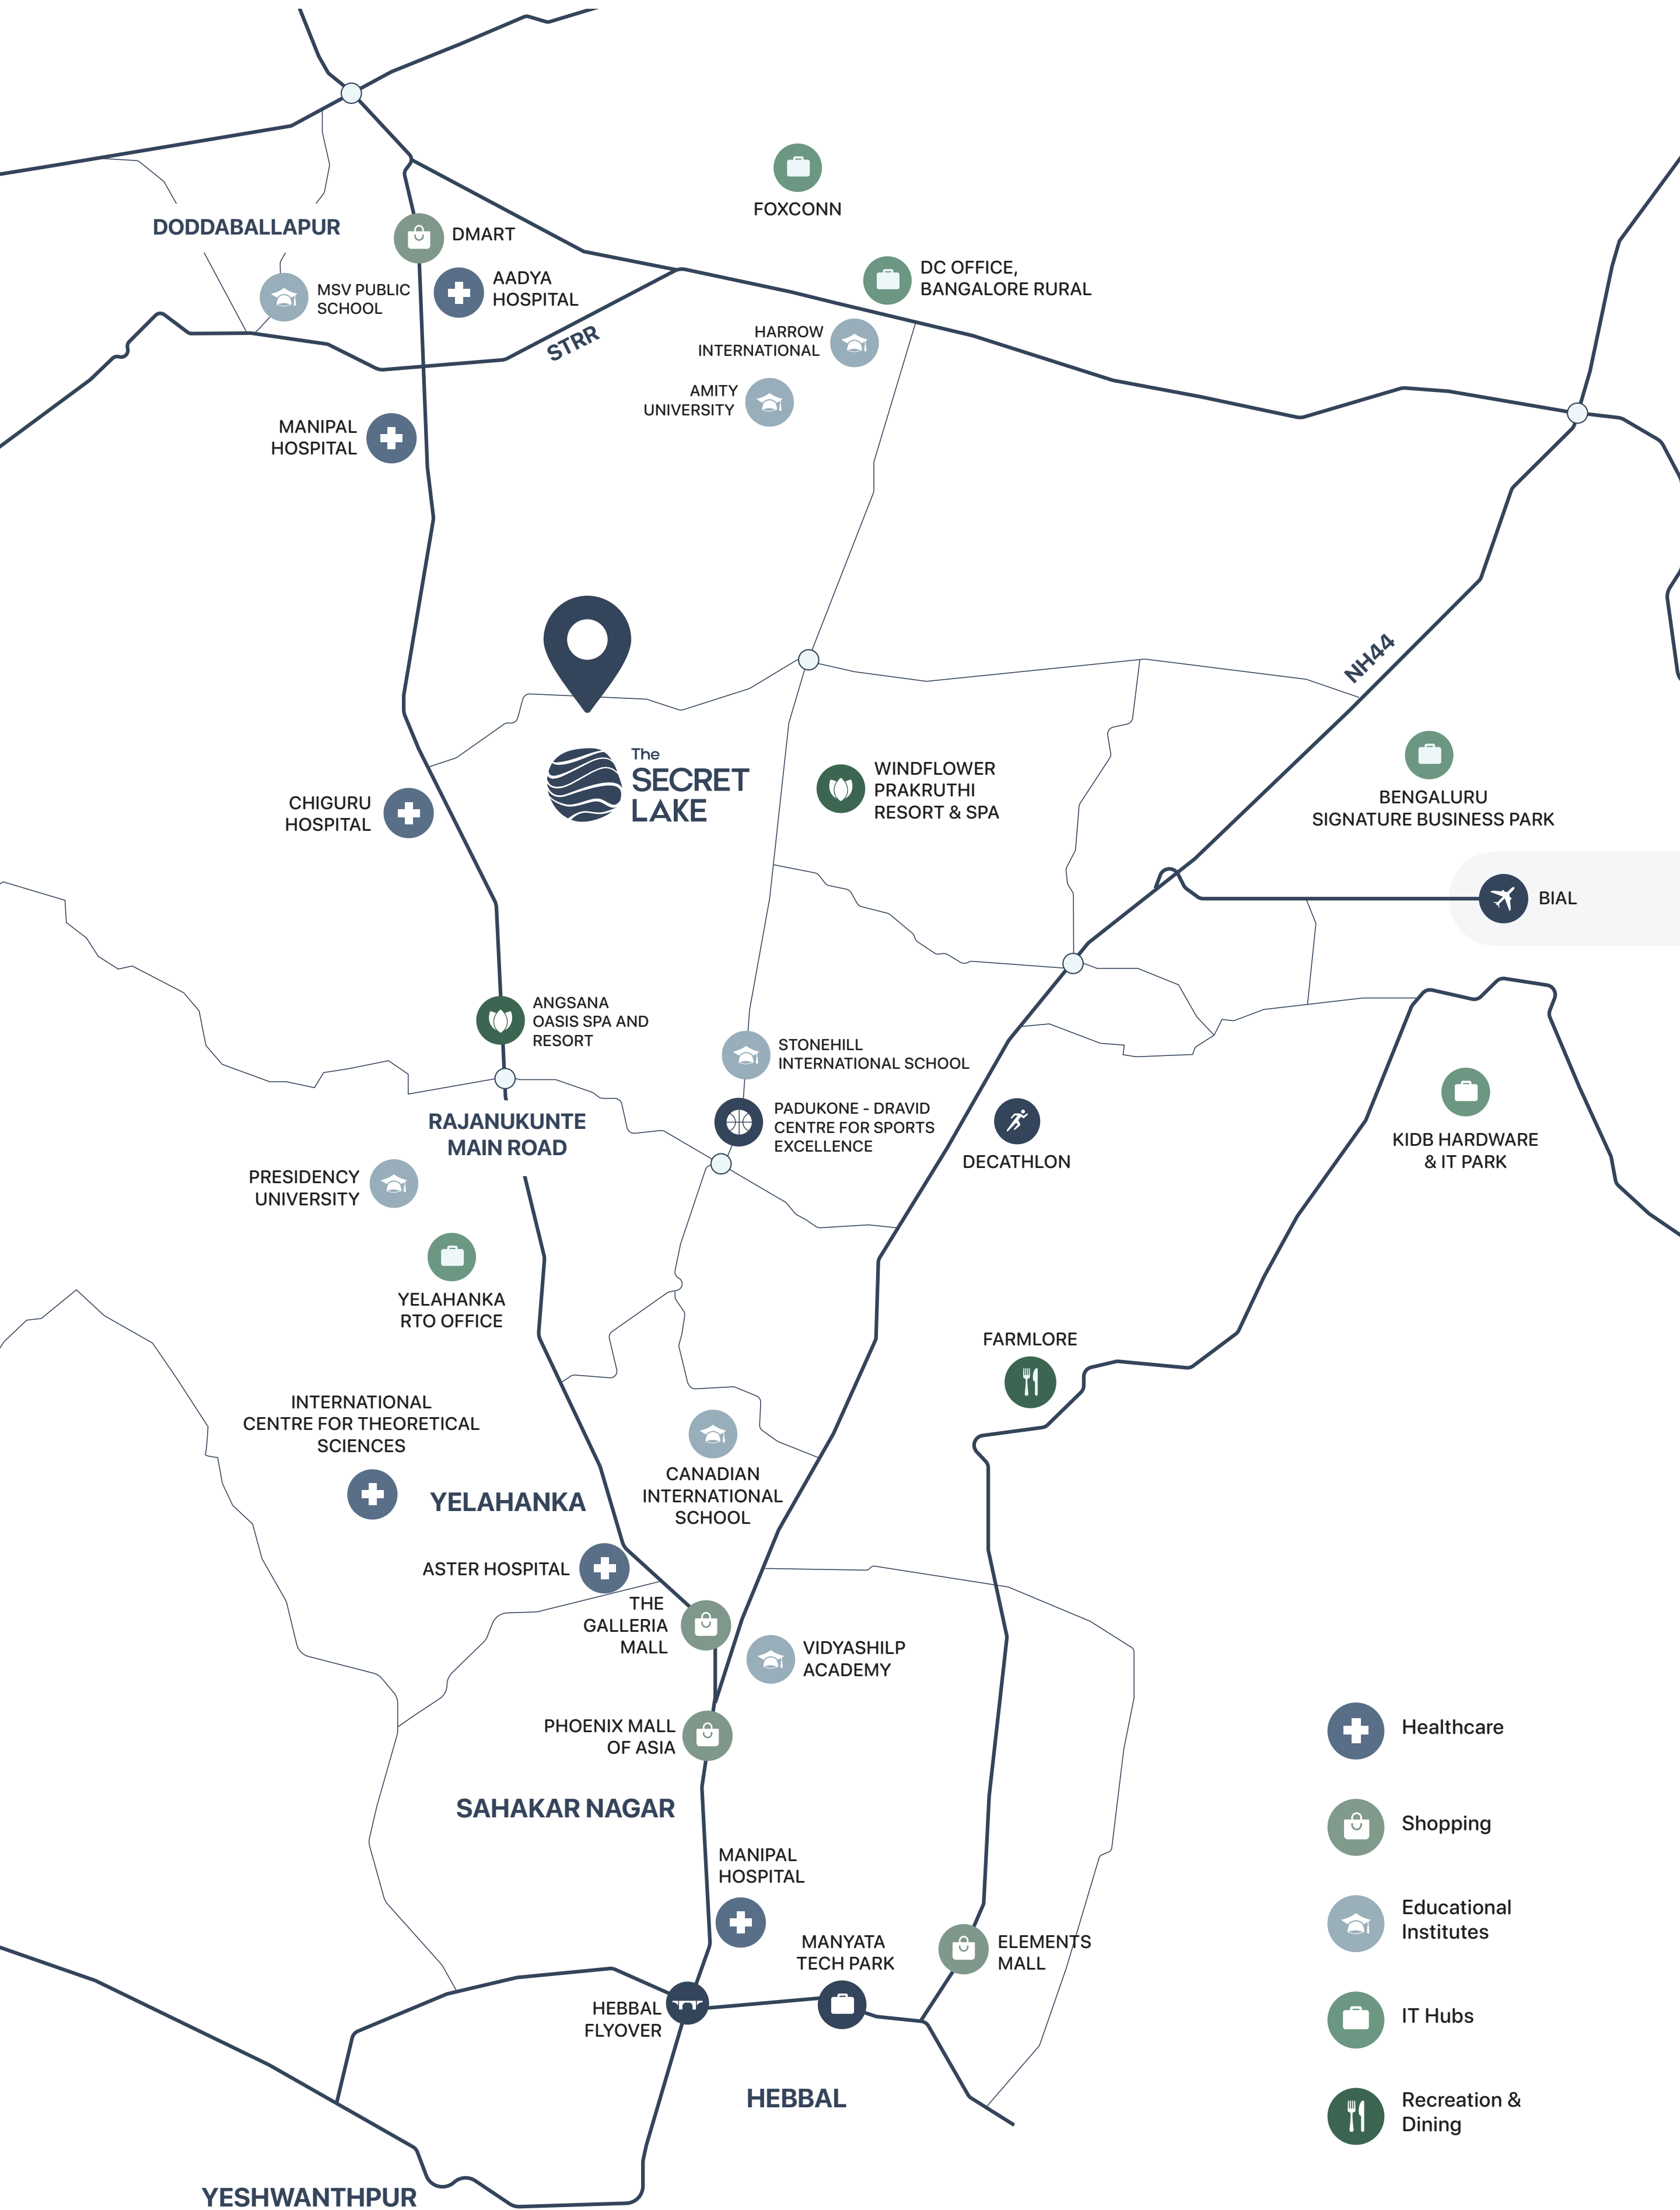 FOXCONN
DODDABALLAPUR
DMART
DC OFFICE,
BANGALORE RURAL
AADYA
HOSPITAL
MSV PUBLIC
SCHOOL
STRR
HARROW
INTERNATIONAL
AMITY
UNIVERSITY
MANIPAL
HOSPITAL
NH44
The
SECRET
LAKE
WINDFLOWER
PRAKRUTHI
RESORT & SPA
CHIGURU
HOSPITAL
BENGALURU
SIGNATURE BUSINESS PARK
BIAL
ANGSANA
OASIS SPA AND
RESORT
STONEHILL
INTERNATIONAL SCHOOL
RAJANUKUNTE
MAIN ROAD
PADUKONE - DRAVID
CENTRE FOR SPORTS
EXCELLENCE
DECATHLON
KIDB HARDWARE
& IT PARK
PRESIDENCY
UNIVERSITY
YELAHANKA
RTO OFFICE
FARMLORE
INTERNATIONAL
CENTRE FOR THEORETICAL
SCIENCES
YELAHANKA
CANADIAN
INTERNATIONAL
SCHOOL
ASTER HOSPITAL
THE
GALLERIA
MALL
VIDYASHILP
ACADEMY
PHOENIX MALL
OF ASIA
SAHAKAR NAGAR
MANIPAL
HOSPITAL
MANYATA
TECH PARK
ELEMENTS
MALL
HEBBAL
FLYOVER
HEBBAL
YESHWANTHPUR
Healthcare
Shopping
Educational
Institutes
IT Hubs
Recreation &
Dining